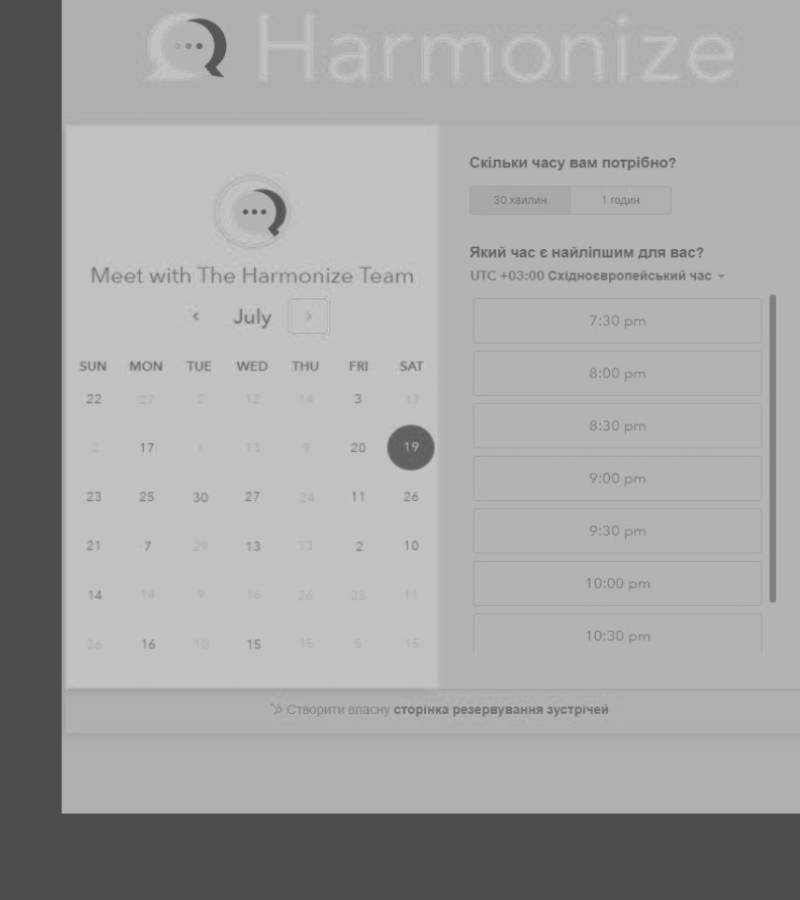 Harmonize
Meet with The Harmonize Team
‹ July ›
SUN MON TUE WED THU FRI SAT
22 27 2 12 14 3
2 17 13 9 20 19
23 25 30 27 24 11 26
21 7 29 13 13 2 10
14 14 9 16 26 25 11
26 16 10 15 15 5 15
Скільки часу вам потрібно?
30 хвилин 1 годин
Який час є найліпшим для вас?
UTC +03:00 Східноєвропейський час
7:30 pm
8:00 pm
8:30 pm
9:00 pm
9:30 pm
10:00 pm
10:30 pm
Створити власну сторінка резервування зустрічей